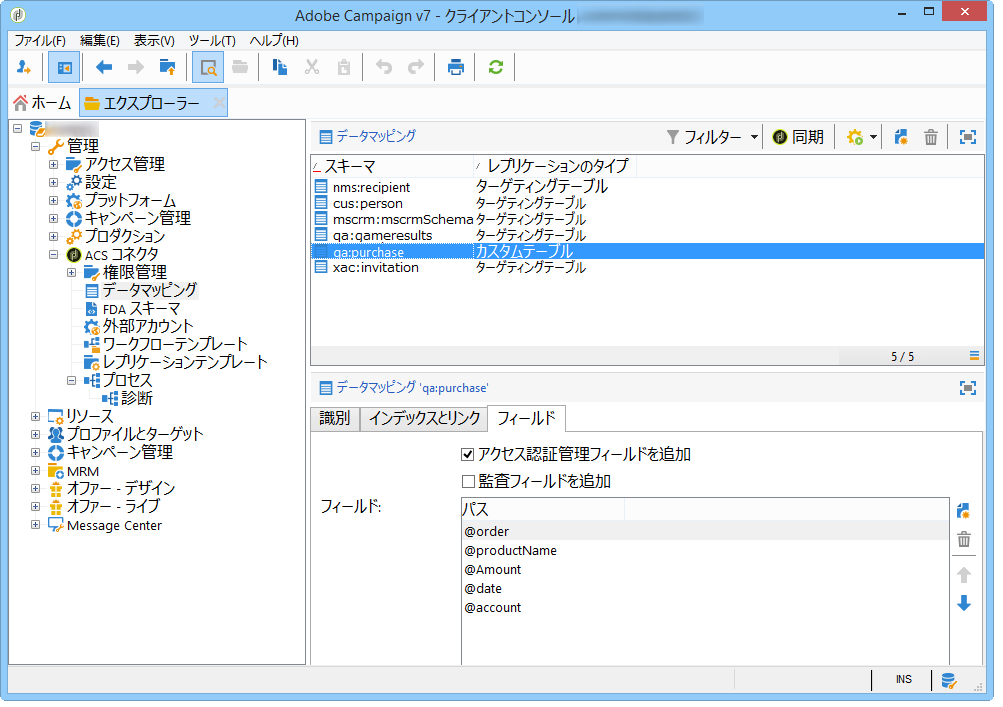 Adobe Campaign v7 - クライアントコンソール
ファイル(F) 編集(E) 表示(V) ツール(T) ヘルプ(H)
ホーム エクスプローラー
管理
アクセス管理
設定
プラットフォーム
キャンペーン管理
プロダクション
ACS コネクタ
権限管理
データマッピング
FDA スキーマ
外部アカウント
ワークフローテンプレート
レプリケーションテンプレート
プロセス
診断
リソース
プロファイルとターゲット
キャンペーン管理
MRM
オファー - デザイン
オファー - ライブ
Message Center
データマッピング フィルター 同期
スキーマ レプリケーションのタイプ
nms:recipient ターゲティングテーブル
cus:person ターゲティングテーブル
mscrm:mscrmSchema ターゲティングテーブル
qa:gameresults ターゲティングテーブル
qa:purchase カスタムテーブル
xac:invitation ターゲティングテーブル
5 / 5
データマッピング 'qa:purchase'
識別 インデックスとリンク フィールド
アクセス認証管理フィールドを追加
監査フィールドを追加
フィールド:
パス
@order
@productName
@Amount
@date
@account
INS